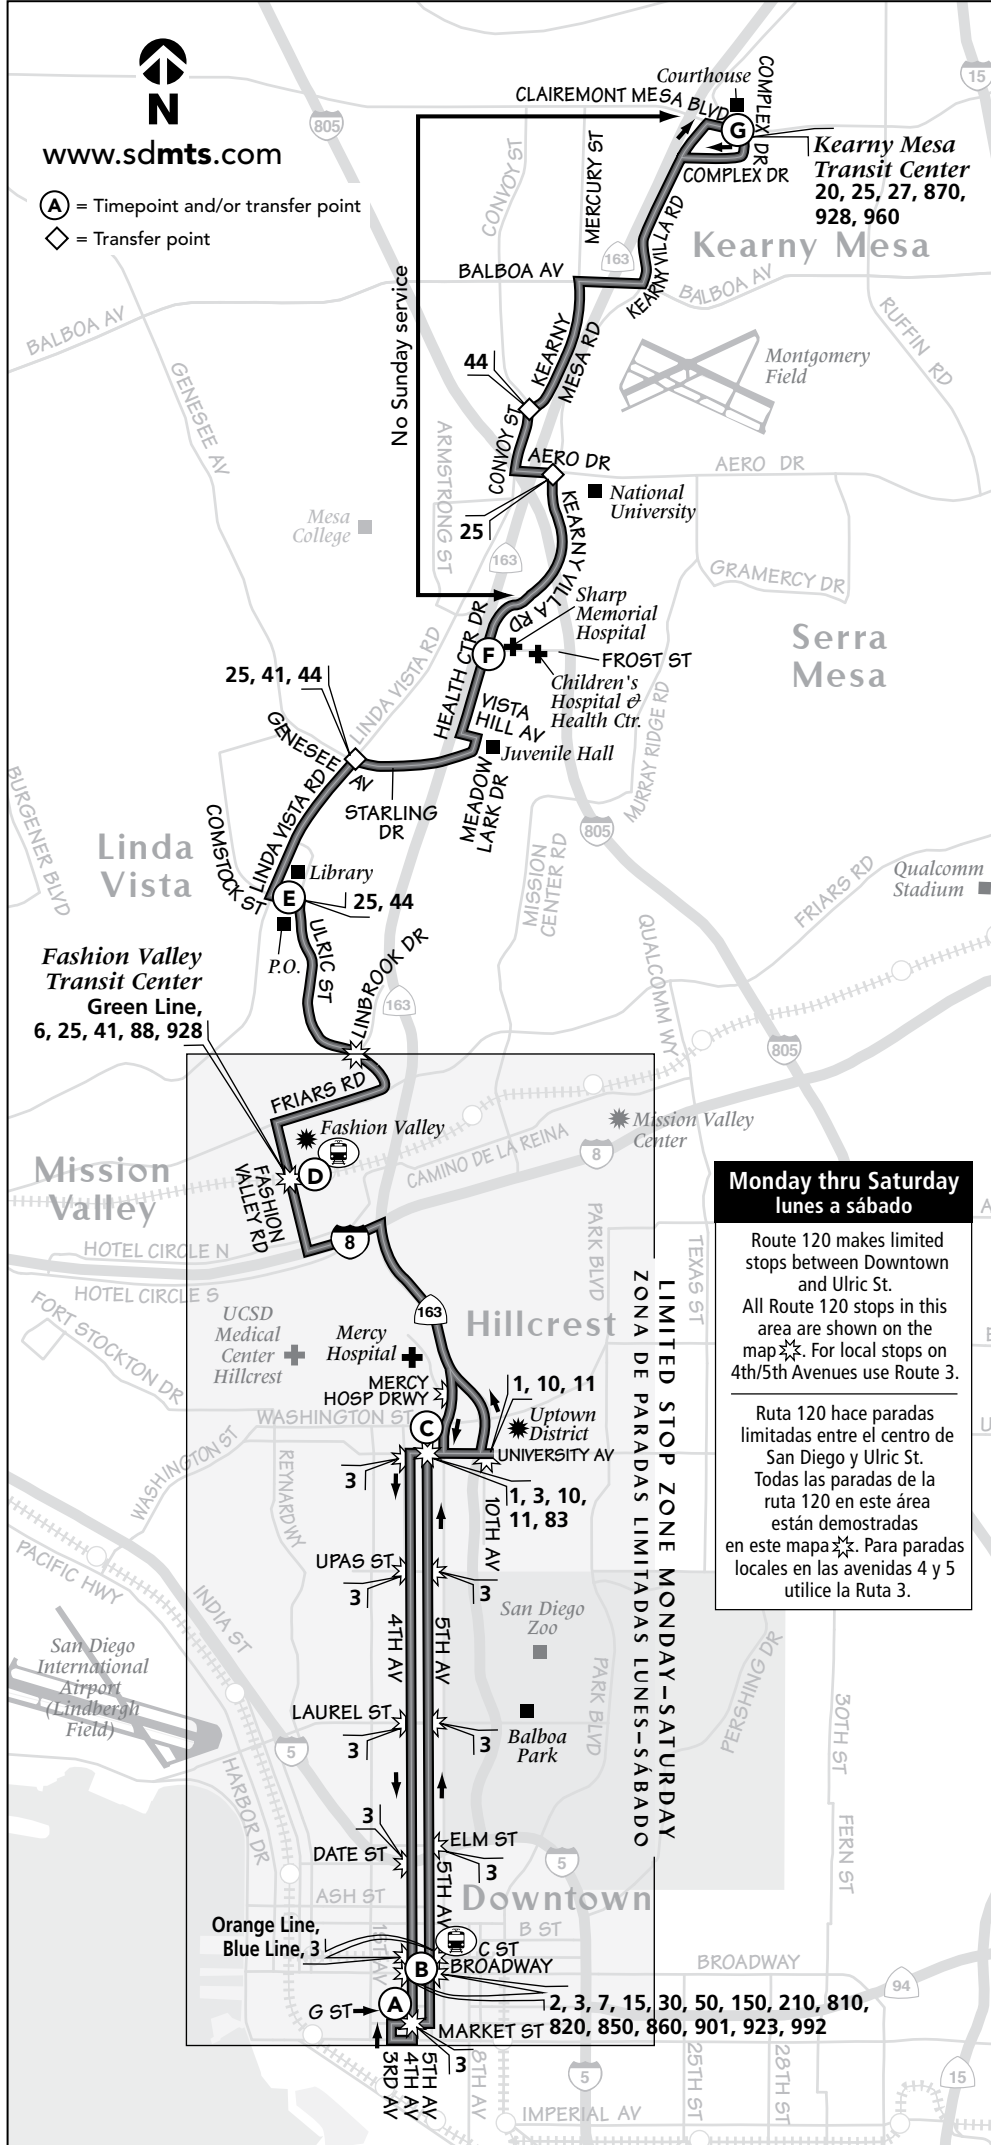 N
www.sdmts.com
A = Timepoint and/or transfer point
= Transfer point
805
15
Courthouse
CLAIREMONT MESA BLVD
COMPLEX DR
G
COMPLEX DR
Kearny Mesa
Transit Center
20, 25, 27, 870,
928, 960
CONVOY ST
MERCURY ST
KEARNY VILLA RD
163
Kearny Mesa
No Sunday service
BALBOA AV
KEARNY VILLA RD
BALBOA AV
BALBOA AV
RUFFIN RD
GENESEE AV
44
KEARNY
MESA RD
Montgomery
Field
ARMSTRONG ST
CONVOY ST
AERO DR
AERO DR
National
University
Mesa
College
25
163
KEARNY VILLA RD
GRAMERCY DR
Sharp
Memorial
Hospital
Serra
Mesa
HEALTH CTR DR
F
FROST ST
Children's
Hospital &
Health Ctr.
25, 41, 44
LINDA VISTA RD
GENESEE
AV
VISTA
HILL AV
Juvenile Hall
MURRAY RIDGE RD
STARLING
DR
MEADOW
LARK DR
BURGENER BLVD
805
Linda
Vista
LINDA VISTA RD
COMSTOCK ST
Library
E
25, 44
P.O.
ULRIC ST
MISSION
CENTER RD
FRIARS RD
Qualcomm
Stadium
QUALCOMM WY
LINBROOK DR
163
805
Fashion Valley
Transit Center
Green Line,
6, 25, 41, 88, 928
FRIARS RD
Fashion Valley
Mission Valley
Center
CAMINO DE LA REINA
8
Mission
Valley
D
FASHION
VALLEY RD
HOTEL CIRCLE N
8
HOTEL CIRCLE S
PARK BLVD
TEXAS ST
Monday thru Saturday
lunes a sábado
Route 120 makes limited
stops between Downtown
and Ulric St.
All Route 120 stops in this
area are shown on the
map . For local stops on
4th/5th Avenues use Route 3.
Ruta 120 hace paradas
limitadas entre el centro de
San Diego y Ulric St.
Todas las paradas de la
ruta 120 en este área
están demostradas
en este mapa . Para paradas
locales en las avenidas 4 y 5
utilice la Ruta 3.
FORT STOCKTON DR
163
UCSD
Medical
Center
Hillcrest
Hillcrest
Mercy
Hospital
MERCY
HOSP DRWY
1, 10, 11
WASHINGTON ST
C
Uptown
District
UNIVERSITY AV
WASHINGTON ST
REYNARD WY
3
1, 3, 10,
11, 83
10TH AV
LIMITED STOP ZONE MONDAY–SATURDAY
ZONA DE PARADAS LIMITADAS LUNES–SÁBADO
PACIFIC HWY
UPAS ST
3
3
INDIA ST
4TH AV
5TH AV
San Diego
Zoo
San Diego
International
Airport
(Lindbergh
Field)
PARK BLVD
PERSHING DR
LAUREL ST
3
3
Balboa
Park
30TH ST
5
HARBOR DR
3
DATE ST
ELM ST
3
5
FERN ST
ASH ST
5TH AV
Downtown
Orange Line,
Blue Line, 3
1ST AV
B ST
C ST
BROADWAY
BROADWAY
B
94
A
G ST
2, 3, 7, 15, 30, 50, 150, 210, 810,
820, 850, 860, 901, 923, 992
MARKET ST
3
3RD AV
4TH AV
5TH AV
8TH AV
25TH ST
28TH ST
5
15
IMPERIAL AV